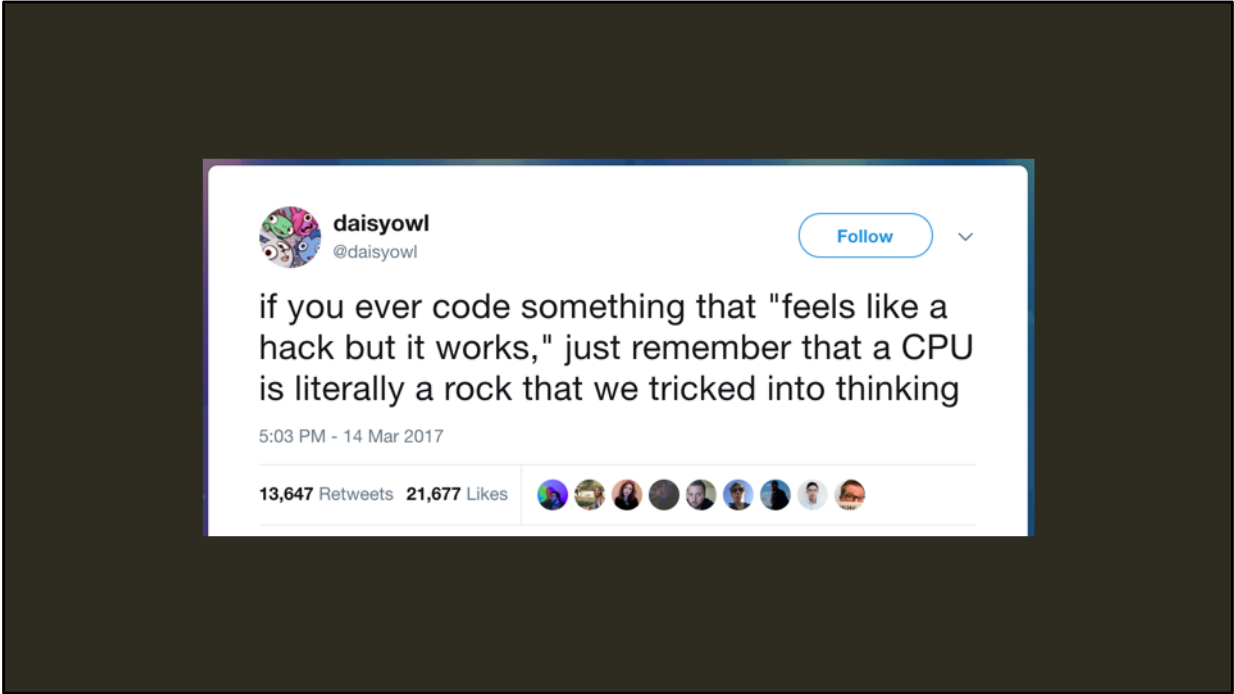 daisyowl
@daisyowl
Follow
if you ever code something that "feels like a
hack but it works," just remember that a CPU
is literally a rock that we tricked into thinking
5:03 PM - 14 Mar 2017
13,647 Retweets 21,677 Likes